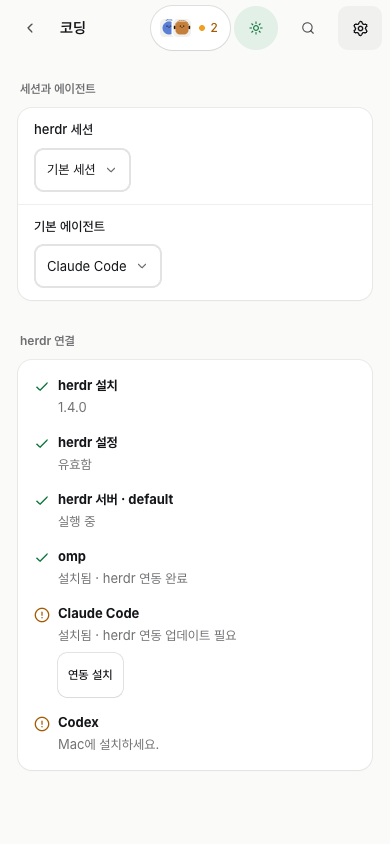 코딩
2
세션과 에이전트
herdr 세션
기본 세션
기본 에이전트
Claude Code
herdr 연결
herdr 설치
1.4.0
herdr 설정
유효함
herdr 서버 · default
실행 중
omp
설치됨 · herdr 연동 완료
Claude Code
설치됨 · herdr 연동 업데이트 필요
연동 설치
Codex
Mac에 설치하세요.